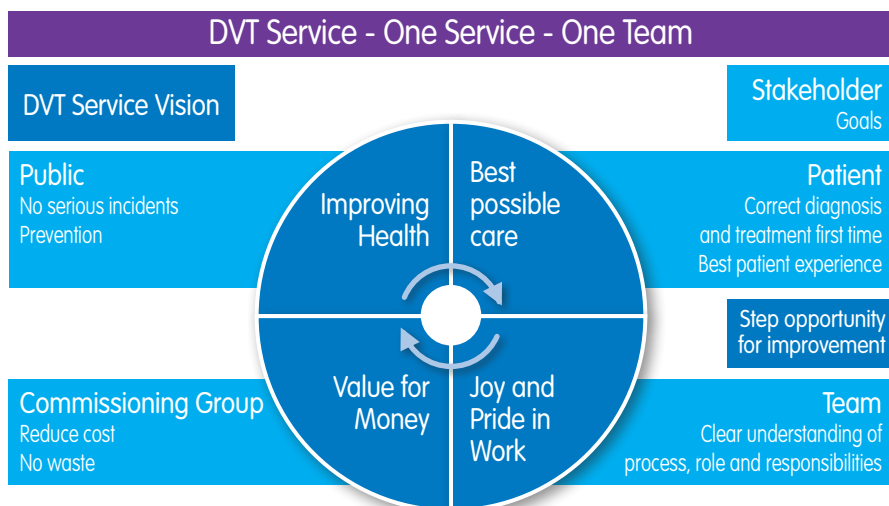 DVT Service - One Service - One Team
DVT Service Vision
Stakeholder
Goals
Public
No serious incidents
Prevention
Improving
Health
Best
possible
care
Patient
Correct diagnosis
and treatment first time
Best patient experience
Step opportunity
for improvement
Commissioning Group
Reduce cost
No waste
Value for
Money
Joy and
Pride in
Work
Team
Clear understanding of
process, role and responsibilities